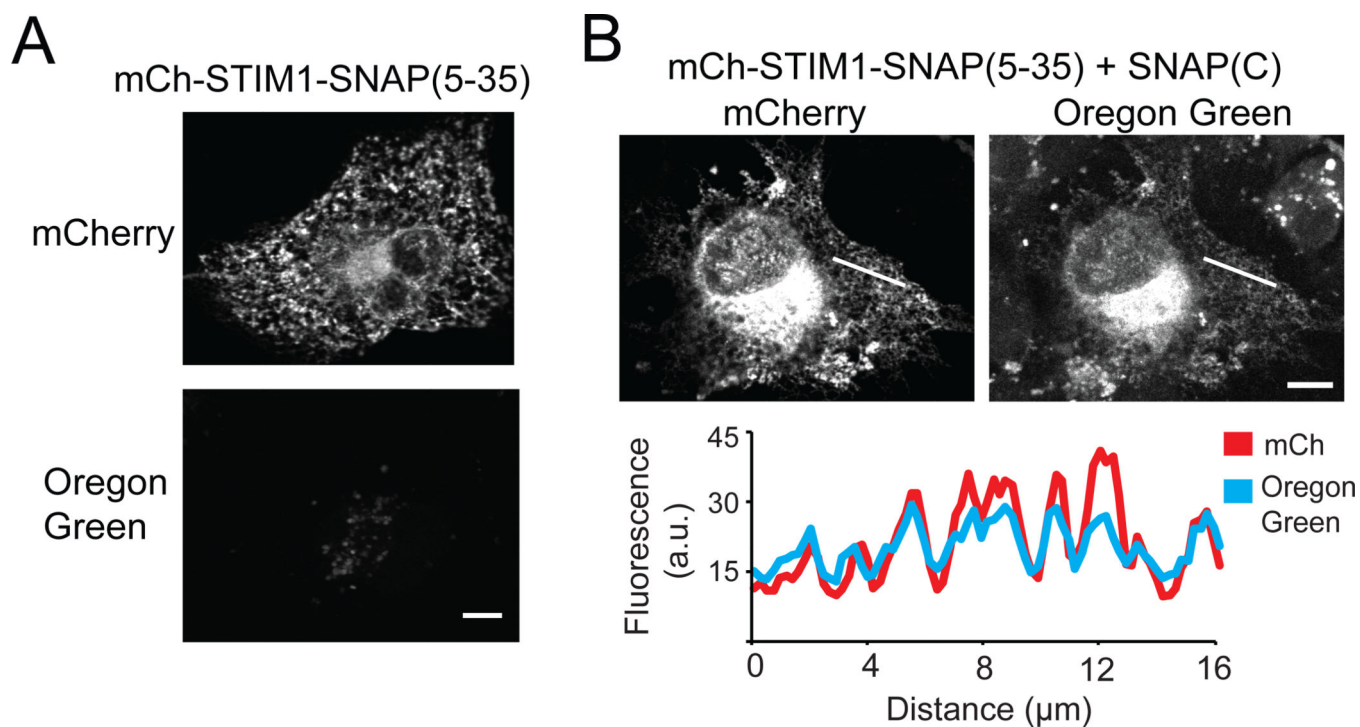 A
mCh-STIM1-SNAP(5-35)
mCherry
Oregon
Green
B
mCh-STIM1-SNAP(5-35) + SNAP(C)
mCherry
Oregon Green
Fluorescence
(a.u.)
45
30
15
0
4
8
12
16
Distance (µm)
mCh
Oregon
Green